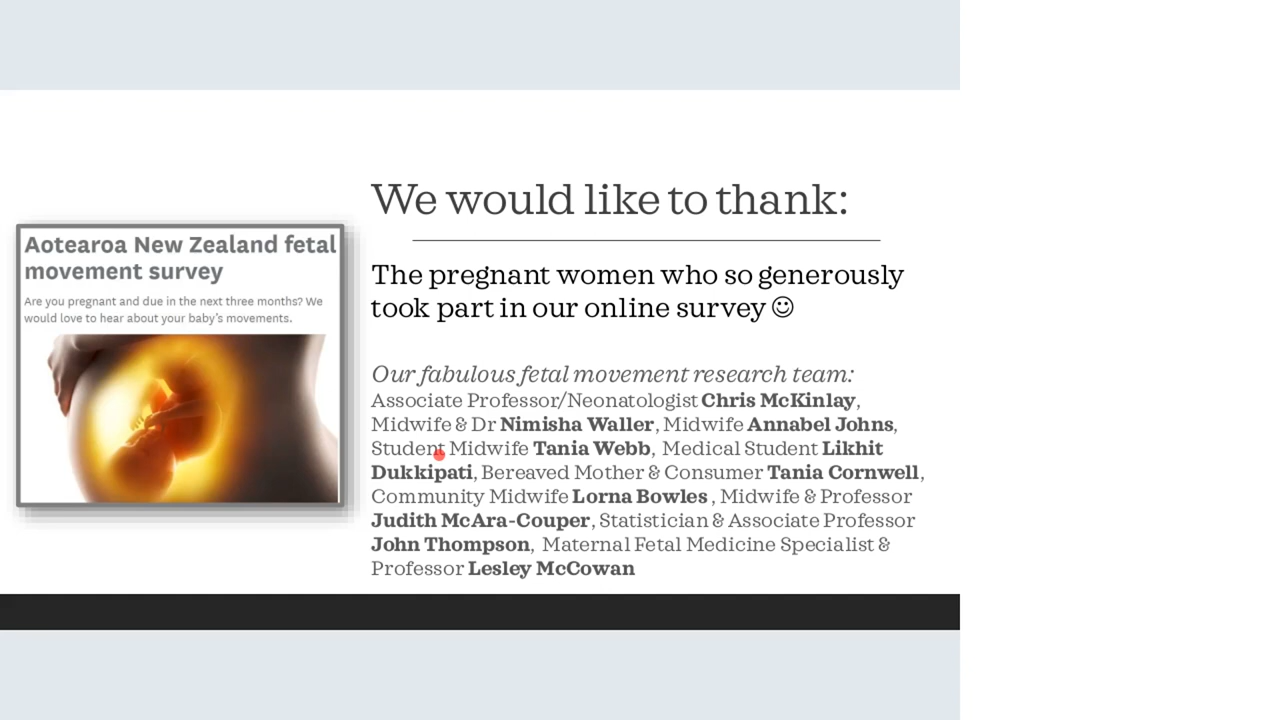 We would like to thank:
Aotearoa New Zealand fetal
movement survey
Are you pregnant and due in the next three months? We
would love to hear about your baby's movements.
The pregnant women who so generously
took part in our online survey ☺
Our fabulous fetal movement research team:
Associate Professor/Neonatologist Chris McKinlay,
Midwife & Dr Nimisha Waller, Midwife Annabel Johns,
Student Midwife Tania Webb, Medical Student Likhit
Dukkipati, Bereaved Mother & Consumer Tania Cornwell,
Community Midwife Lorna Bowles , Midwife & Professor
Judith McAra-Couper, Statistician & Associate Professor
John Thompson, Maternal Fetal Medicine Specialist &
Professor Lesley McCowan